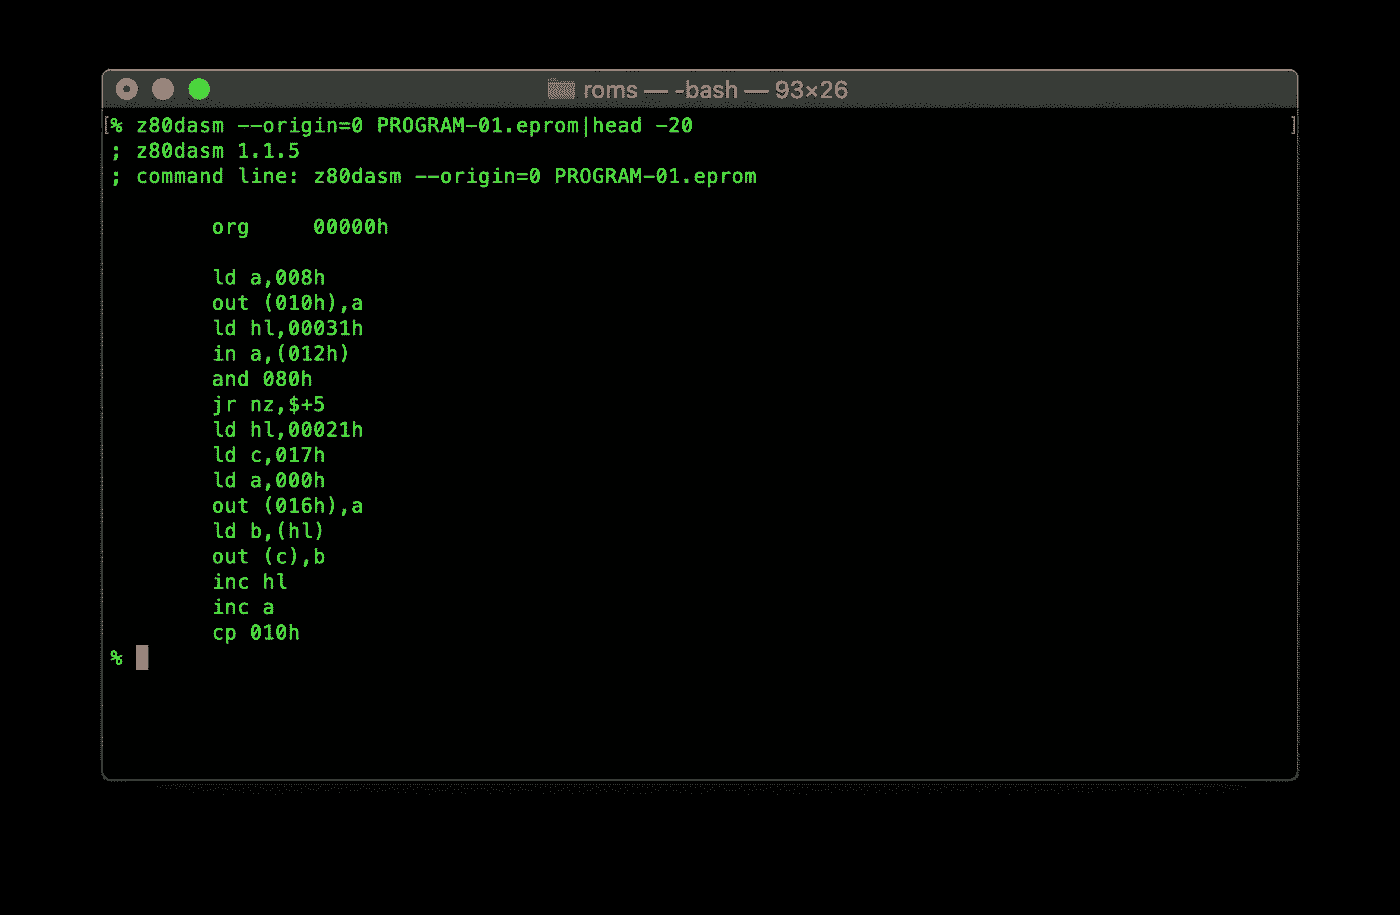 roms — -bash — 93×26
[% z80dasm --origin=0 PROGRAM-01.eprom|head -20 ]
; z80dasm 1.1.5
; command line: z80dasm --origin=0 PROGRAM-01.eprom
org 00000h
ld a,008h
out (010h),a
ld hl,00031h
in a,(012h)
and 080h
jr nz,$+5
ld hl,00021h
ld c,017h
ld a,000h
out (016h),a
ld b,(hl)
out (c),b
inc hl
inc a
cp 010h
%